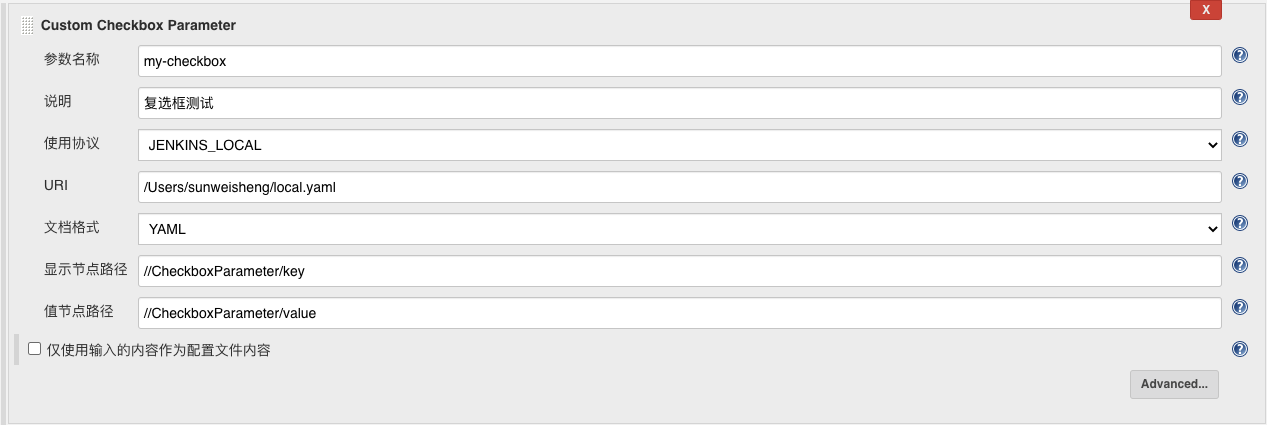 X
Custom Checkbox Parameter
参数名称 my-checkbox ?
说明 复选框测试 ?
使用协议 JENKINS_LOCAL ?
URI /Users/sunweisheng/local.yaml ?
文档格式 YAML ?
显示节点路径 //CheckboxParameter/key ?
值节点路径 //CheckboxParameter/value ?
仅使用输入的内容作为配置文件内容 ?
Advanced...